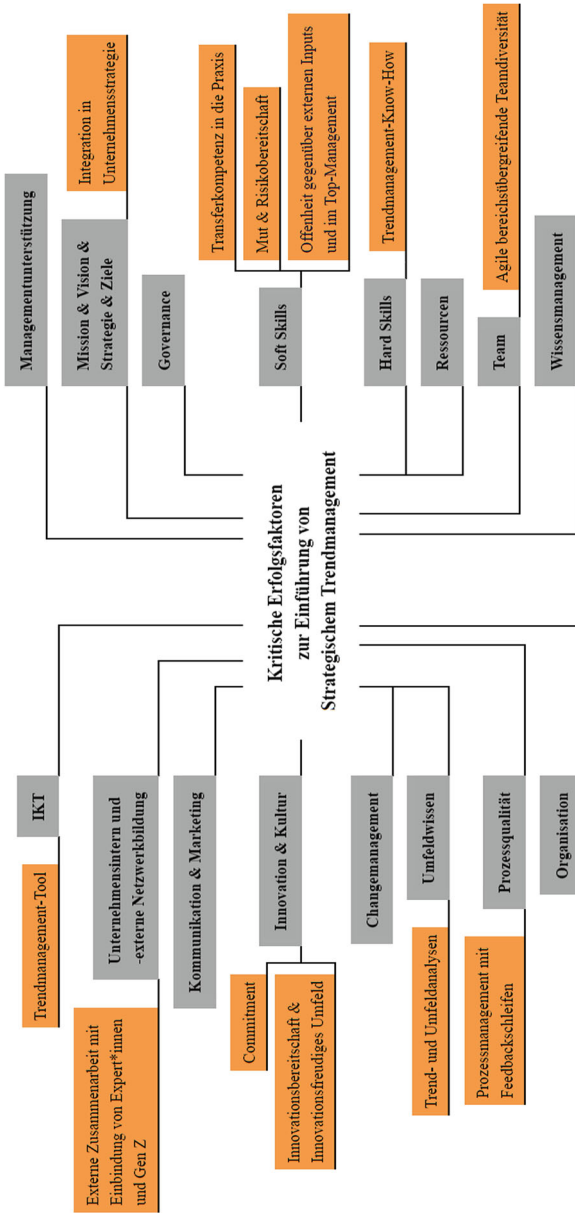 Kritische Erfolgsfaktoren
zur Einführung von
Strategischem Trendmanagement
IKT
Trendmanagement-Tool
Unternehmensintern und
-externe Netzwerkbildung
Externe Zusammenarbeit mit
Einbindung von Expert*innen
und Gen Z
Kommunikation & Marketing
Innovation & Kultur
Commitment
Innovationsbereitschaft &
Innovationsfreudiges Umfeld
Changemanagement
Umfeldwissen
Trend- und Umfeldanalysen
Prozessqualität
Prozessmanagement mit
Feedbackschleifen
Organisation
Managementunterstützung
Mission & Vision &
Strategie & Ziele
Integration in
Unternehmensstrategie
Governance
Soft Skills
Transferkompetenz in die Praxis
Mut & Risikobereitschaft
Offenheit gegenüber externen Inputs
und im Top-Management
Hard Skills
Trendmanagement-Know-How
Ressourcen
Team
Agile bereichsübergreifende Teamdiversität
Wissensmanagement